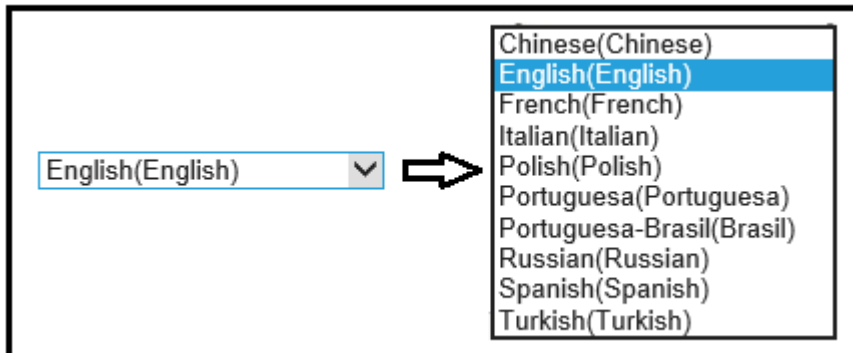 English(English)
Chinese(Chinese)
English(English)
French(French)
Italian(Italian)
Polish(Polish)
Portuguesa(Portuguesa)
Portuguesa-Brasil(Brasil)
Russian(Russian)
Spanish(Spanish)
Turkish(Turkish)